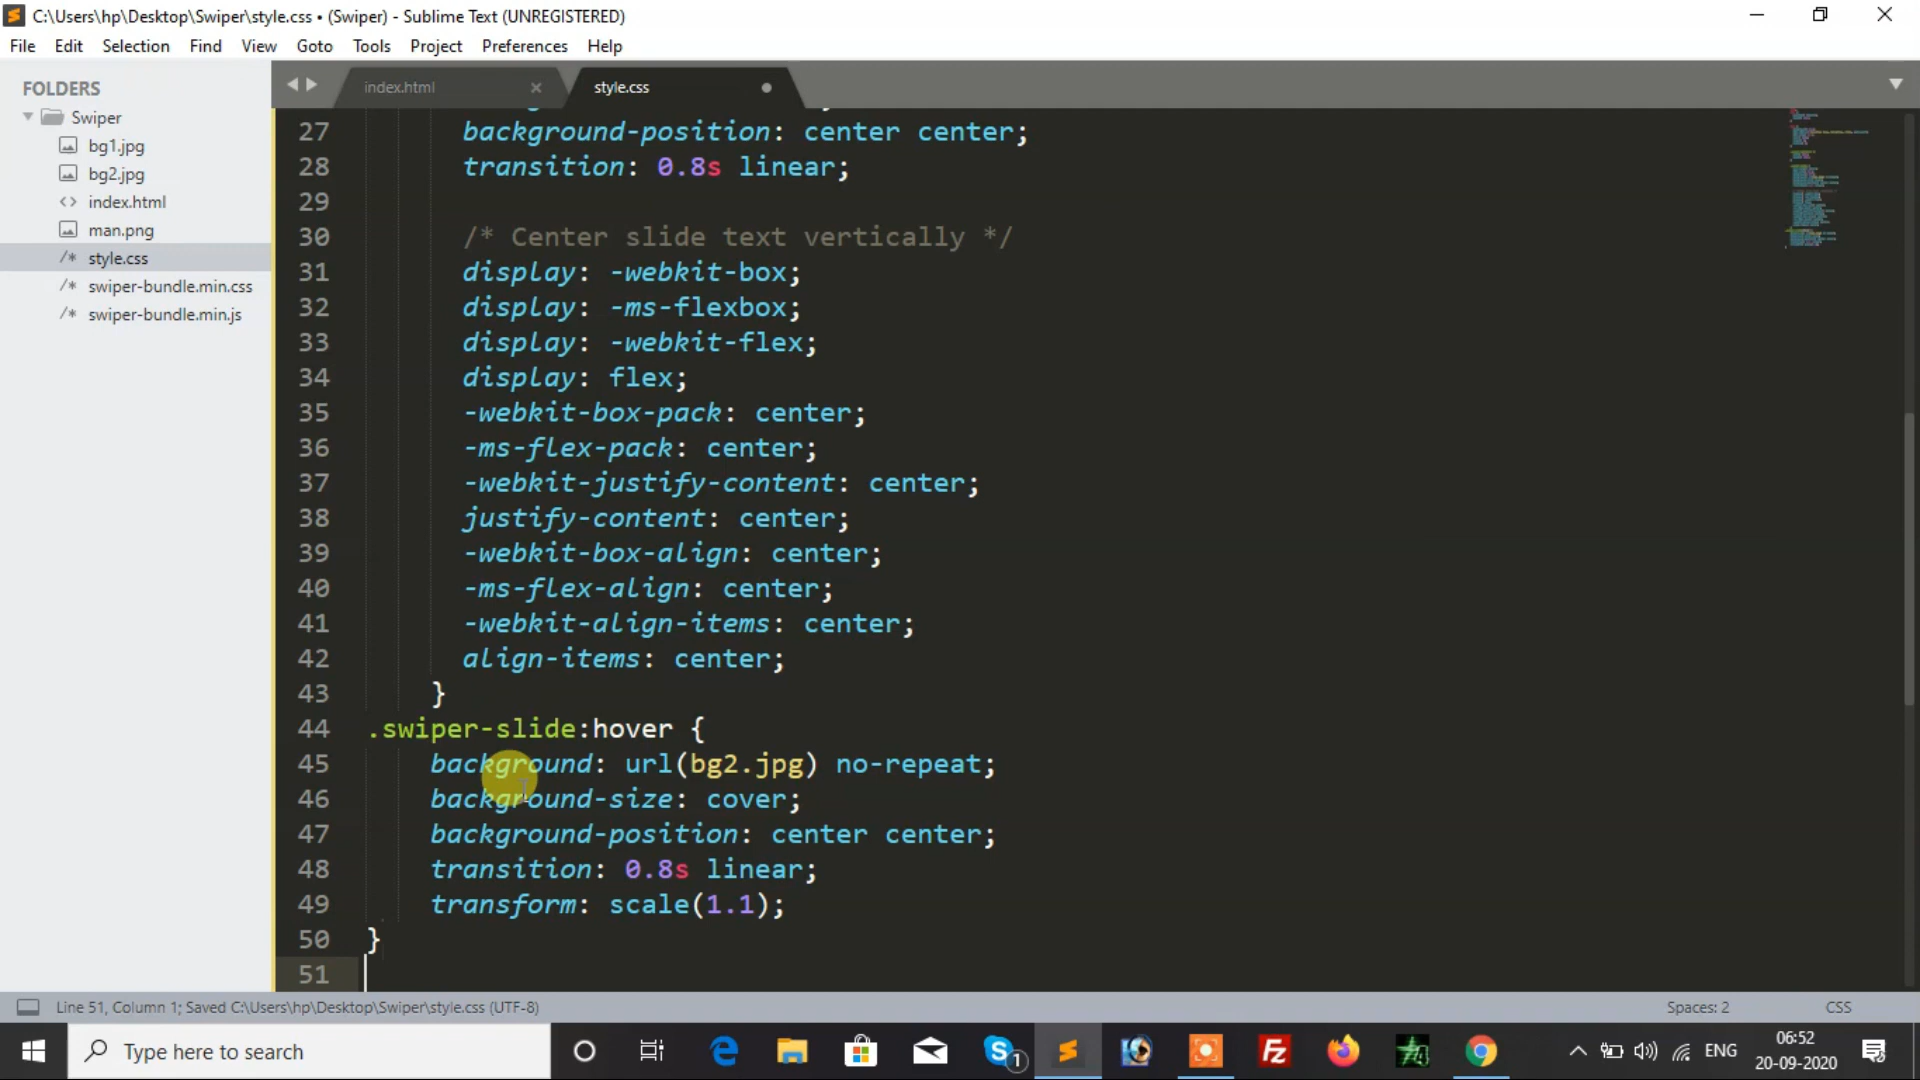 C:\Users\hp\Desktop\Swiper\style.css • (Swiper) - Sublime Text (UNREGISTERED)
File Edit Selection Find View Goto Tools Project Preferences Help
FOLDERS
Swiper
bg1.jpg
bg2.jpg
<> index.html
man.png
/* style.css
/* swiper-bundle.min.css
/* swiper-bundle.min.js
index.html style.css
27 background-position: center center;
28 transition: 0.8s linear;
29
30 /* Center slide text vertically */
31 display: -webkit-box;
32 display: -ms-flexbox;
33 display: -webkit-flex;
34 display: flex;
35 -webkit-box-pack: center;
36 -ms-flex-pack: center;
37 -webkit-justify-content: center;
38 justify-content: center;
39 -webkit-box-align: center;
40 -ms-flex-align: center;
41 -webkit-align-items: center;
42 align-items: center;
43 }
44 .swiper-slide:hover {
45 background: url(bg2.jpg) no-repeat;
46 background-size: cover;
47 background-position: center center;
48 transition: 0.8s linear;
49 transform: scale(1.1);
50 }
51
Line 51, Column 1; Saved C:\Users\hp\Desktop\Swiper\style.css (UTF-8) Spaces: 2 CSS
Type here to search
1
ENG
06:52
20-09-2020